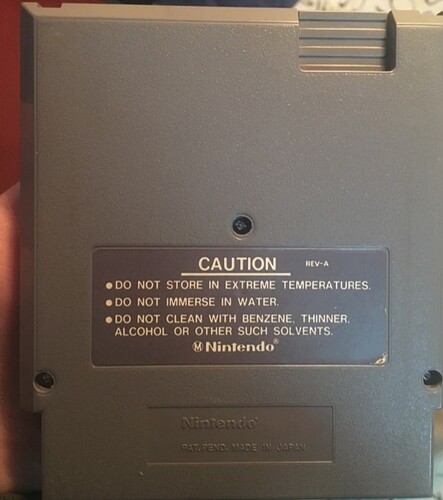 CAUTION REV-A
●DO NOT STORE IN EXTREME TEMPERATURES.
●DO NOT IMMERSE IN WATER.
●DO NOT CLEAN WITH BENZENE, THINNER,
ALCOHOL OR OTHER SUCH SOLVENTS.
Ⓜ Nintendo®
Nintendo®
PAT. PEND. MADE IN JAPAN